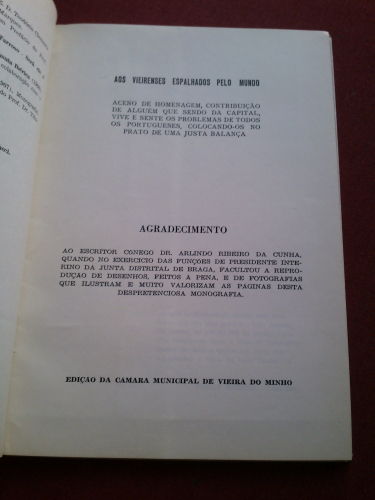 D. Teotónio
AOS VIEIRENSES ESPALHADOS PELO MUNDO
ACENO DE HOMENAGEM, CONTRIBUIÇÃO
DE ALGUÉM QUE SENDO DA CAPITAL,
VIVE E SENTE OS PROBLEMAS DE TODOS
OS PORTUGUESES, COLOCANDO-OS NO
PRATO DE UMA JUSTA BALANÇA
AGRADECIMENTO
AO ESCRITOR CÓNEGO DR. ARLINDO RIBEIRO DA CUNHA,
QUANDO NO EXERCICIO DAS FUNÇÕES DE PRESIDENTE INTE-
RINO DA JUNTA DISTRITAL DE BRAGA, FACULTOU A REPRO-
DUÇÃO DE DESENHOS, FEITOS A PENA, E DE FOTOGRAFIAS
QUE ILUSTRAM E MUITO VALORIZAM AS PAGINAS DESTA
DESPRETENCIOSA MONOGRAFIA.
EDIÇÃO DA CAMARA MUNICIPAL DE VIEIRA DO MINHO